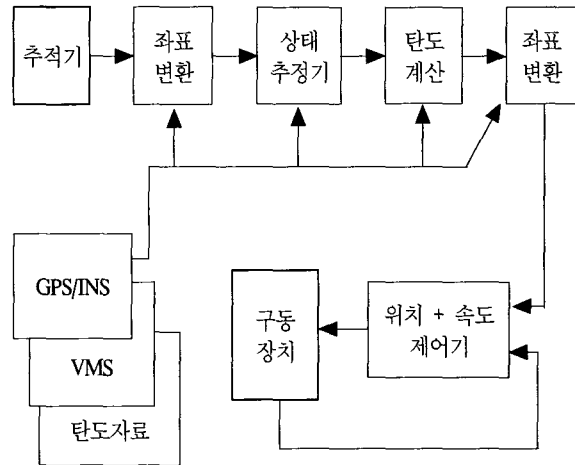 추적기
좌표
변환
상태
추정기
탄도
계산
좌표
변환
GPS/INS
VMS
탄도자료
구동
장치
위치 + 속도
제어기